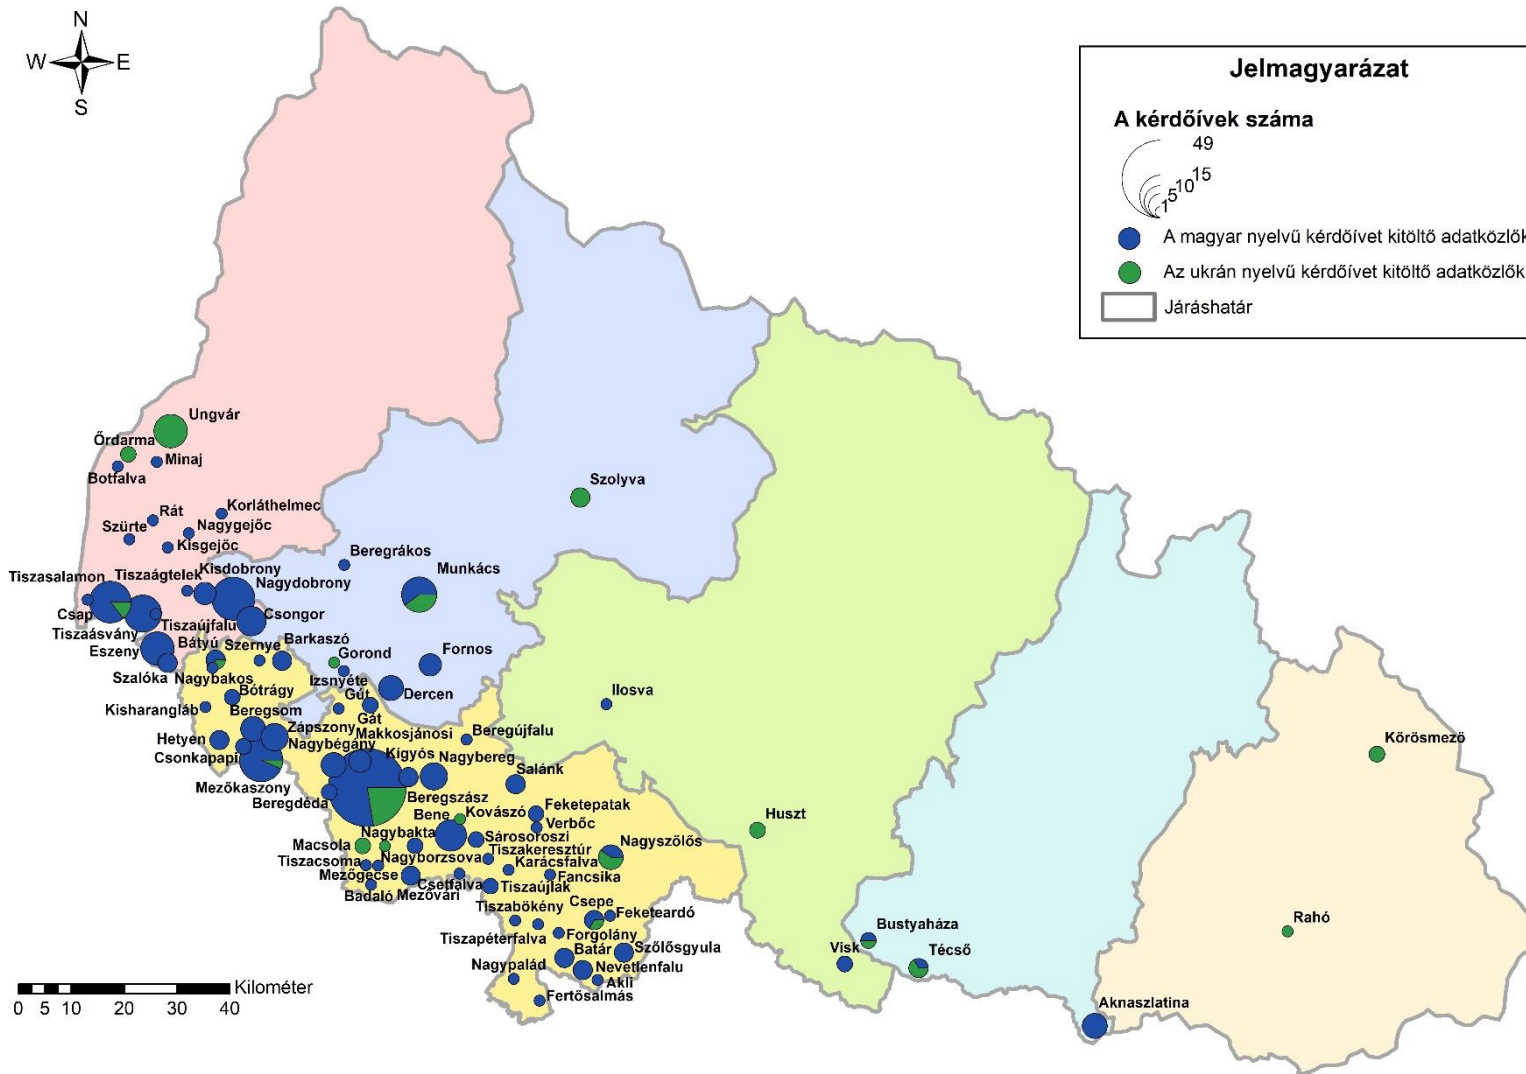 N
W E
S
Jelmagyarázat
A kérdőívek száma
49
15
10
5
1
A magyar nyelvű kérdőívet kitöltő adatközlők
Az ukrán nyelvű kérdőívet kitöltő adatközlők
Járáshatár
Ungvár
Őrdarma
Minaj
Botfalva
Szolyva
Korláthelmec
Rát
Nagygejőc
Szürte
Kisgejőc
Beregrákos
Munkács
Kisdobrony
Tiszasalamon
Tiszaágtelek
Nagydobrony
Csap
Csongor
Tiszaújfalu
Tiszaásvány
Eszeny
Bátyú
Szernye
Barkaszó
Gorond
Fornos
Szalóka
Nagybakos
Izsnyéte
Dercen
Bótrágy
Gút
Ilosva
Kisharangláb
Beregsom
Gát
Zápszony
Makkosjánosi
Beregújfalu
Hetyen
Nagybégány
Kígyós
Nagybereg
Csonkapapi
Kőrösmező
Mezőkaszony
Salánk
Beregdéda
Beregszász
Bene
Kovászó
Feketepatak
Verbőc
Huszt
Nagybakta
Sárosoroszi
Macsola
Nagyszőlős
Tiszacsoma
Nagyborzsova
Tiszakeresztúr
Karácsfalva
Mezőgecse
Csetfalva
Fancsika
Badaló
Mezővári
Tiszaújlak
Csepe
Feketeardó
Tiszabökény
Bustyaháza
Rahó
Tiszapéterfalva
Forgolány
Batár
Szőlősgyula
Visk
Técső
Nagypalád
Nevetlenfalu
Akli
Fertősalmás
Aknaszlatina
Kilométer
0 5 10 20 30 40